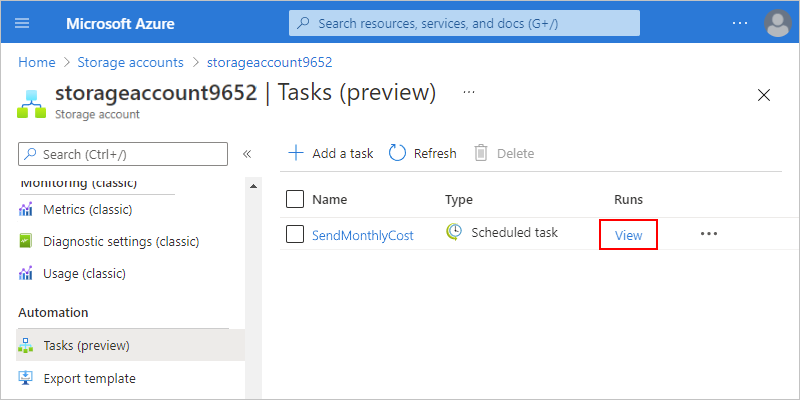 Microsoft Azure
Search resources, services, and docs (G+/)
Home > Storage accounts > storageaccount9652
storageaccount9652 | Tasks (preview) ...
Storage account
Search (Ctrl+/) «
Add a task Refresh Delete
Monitoring (classic)
Metrics (classic)
Diagnostic settings (classic)
Usage (classic)
Automation
Tasks (preview)
Export template
Name Type Runs
SendMonthlyCost Scheduled task View